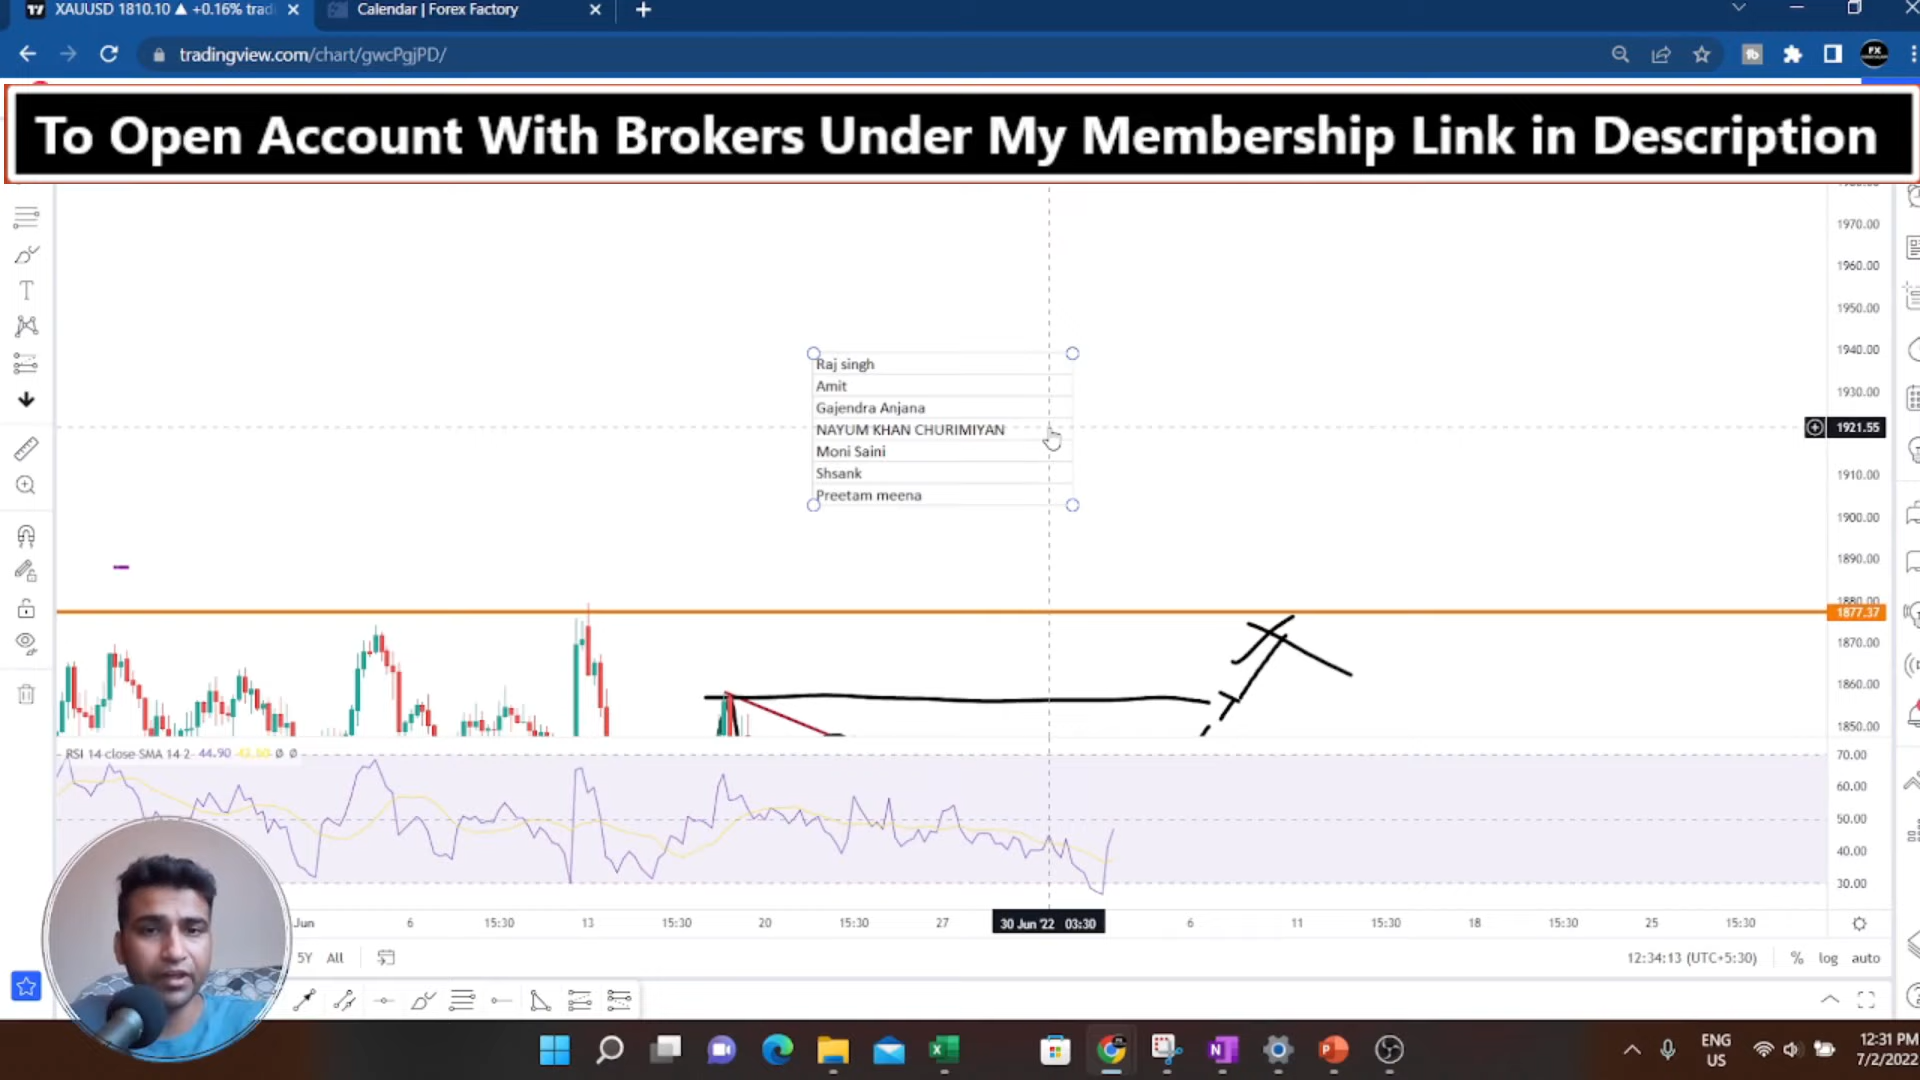 XAUUSD 1810.10 ▲ +0.16% trad
Calendar | Forex Factory
tradingview.com/chart/gwcPgjPD/
To Open Account With Brokers Under My Membership Link in Description
1970.00
1960.00
1950.00
1940.00
1930.00
1921.55
1910.00
1900.00
1890.00
1880.00
1877.37
1870.00
1860.00
1850.00
Raj singh
Amit
Gajendra Anjana
NAYUM KHAN CHURIMIYAN
Moni Saini
Shsank
Preetam meena
RSI 14 close SMA 14 2 44.90
70.00
60.00
50.00
40.00
30.00
Jun 6 15:30 13 15:30 20 15:30 27 30 Jun '22 03:30 6 11 15:30 18 15:30 25 15:30
5Y All
12:34:13 (UTC+5:30) % log auto
ENG
US
12:31 PM
7/2/2022